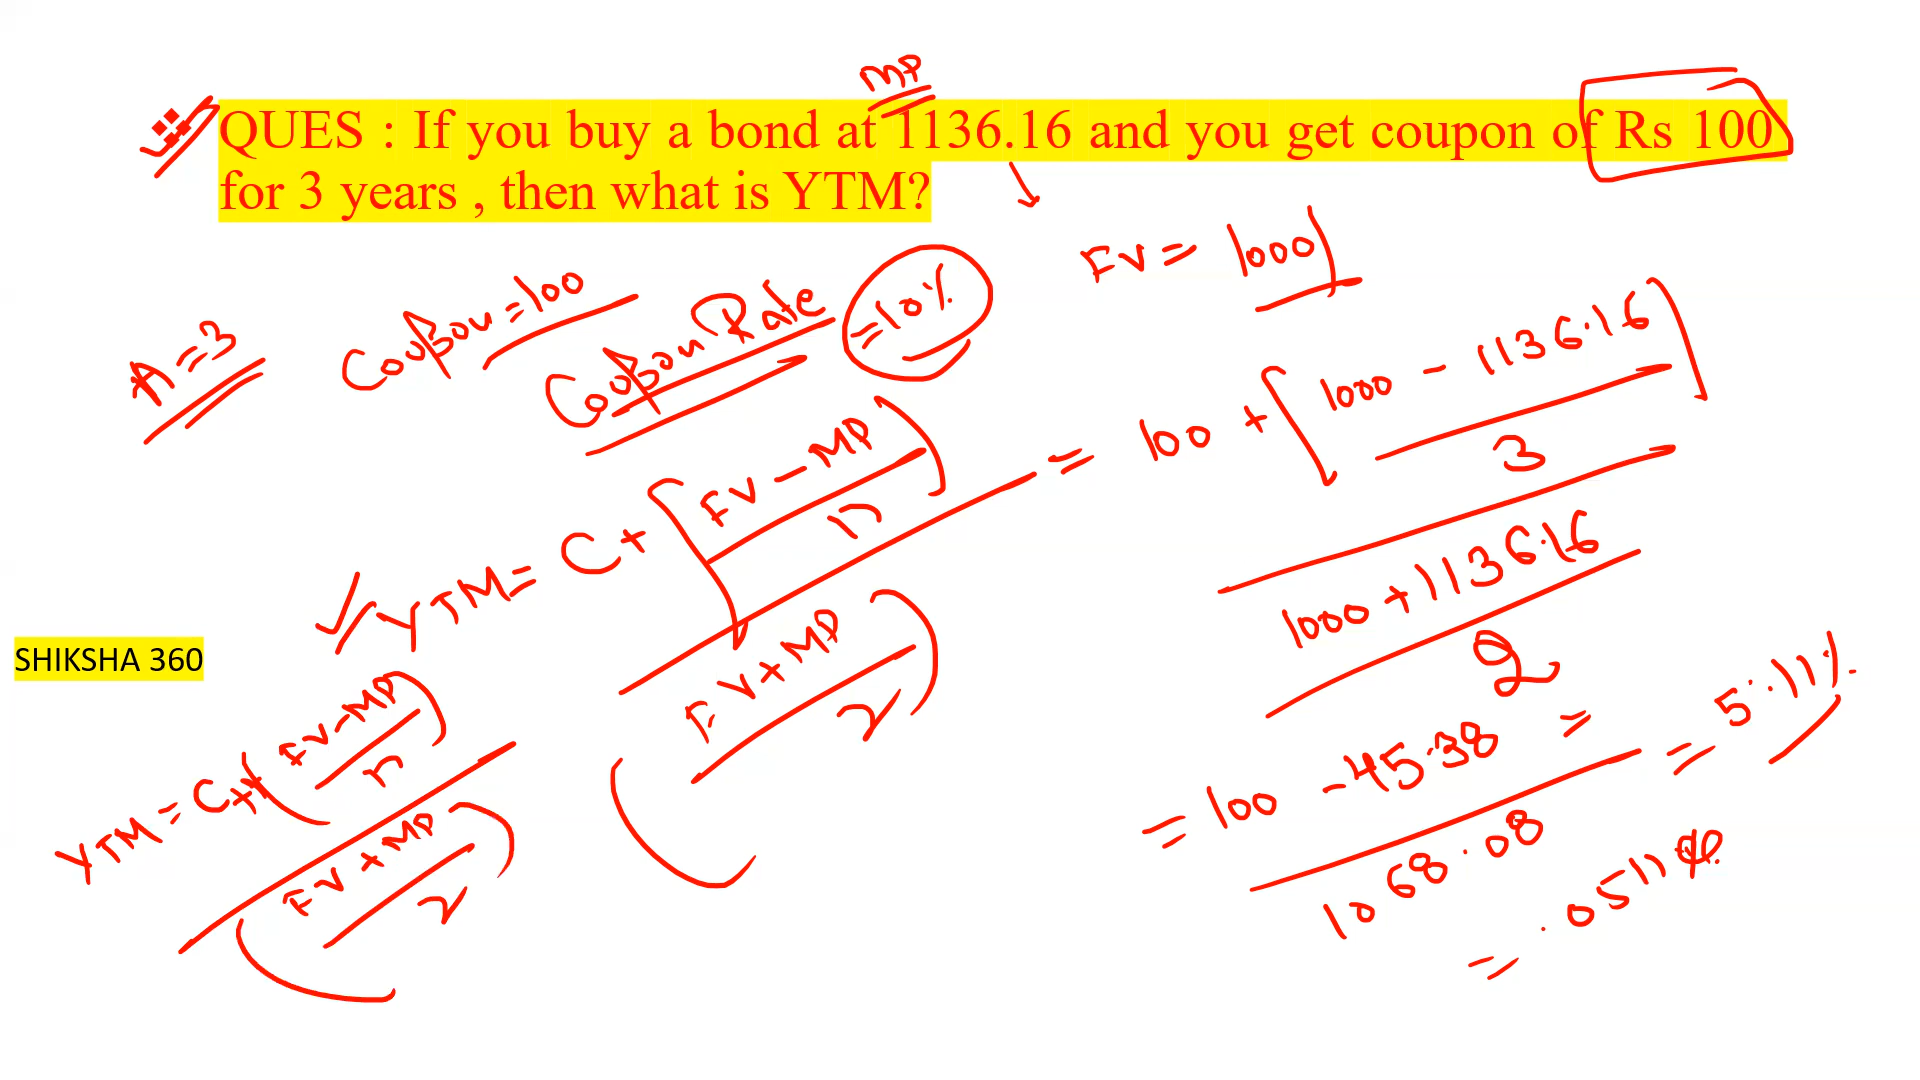 MP
QUES : If you buy a bond at 1136.16 and you get coupon of Rs 100
for 3 years , then what is YTM?
FV = 1000
n = 3
Coupon = 100
Coupon Rate = 10%
YTM = C + [FV - MP / n] / (FV + MP / 2) = 100 + [1000 - 1136.16 / 3] / 1000 + 1136.16 / 2
SHIKSHA 360
YTM = C + (FV - MP / n) / (FV + MP / 2)
= 100 - 45.38 / 1068.08 = = 5.11%
= .0511